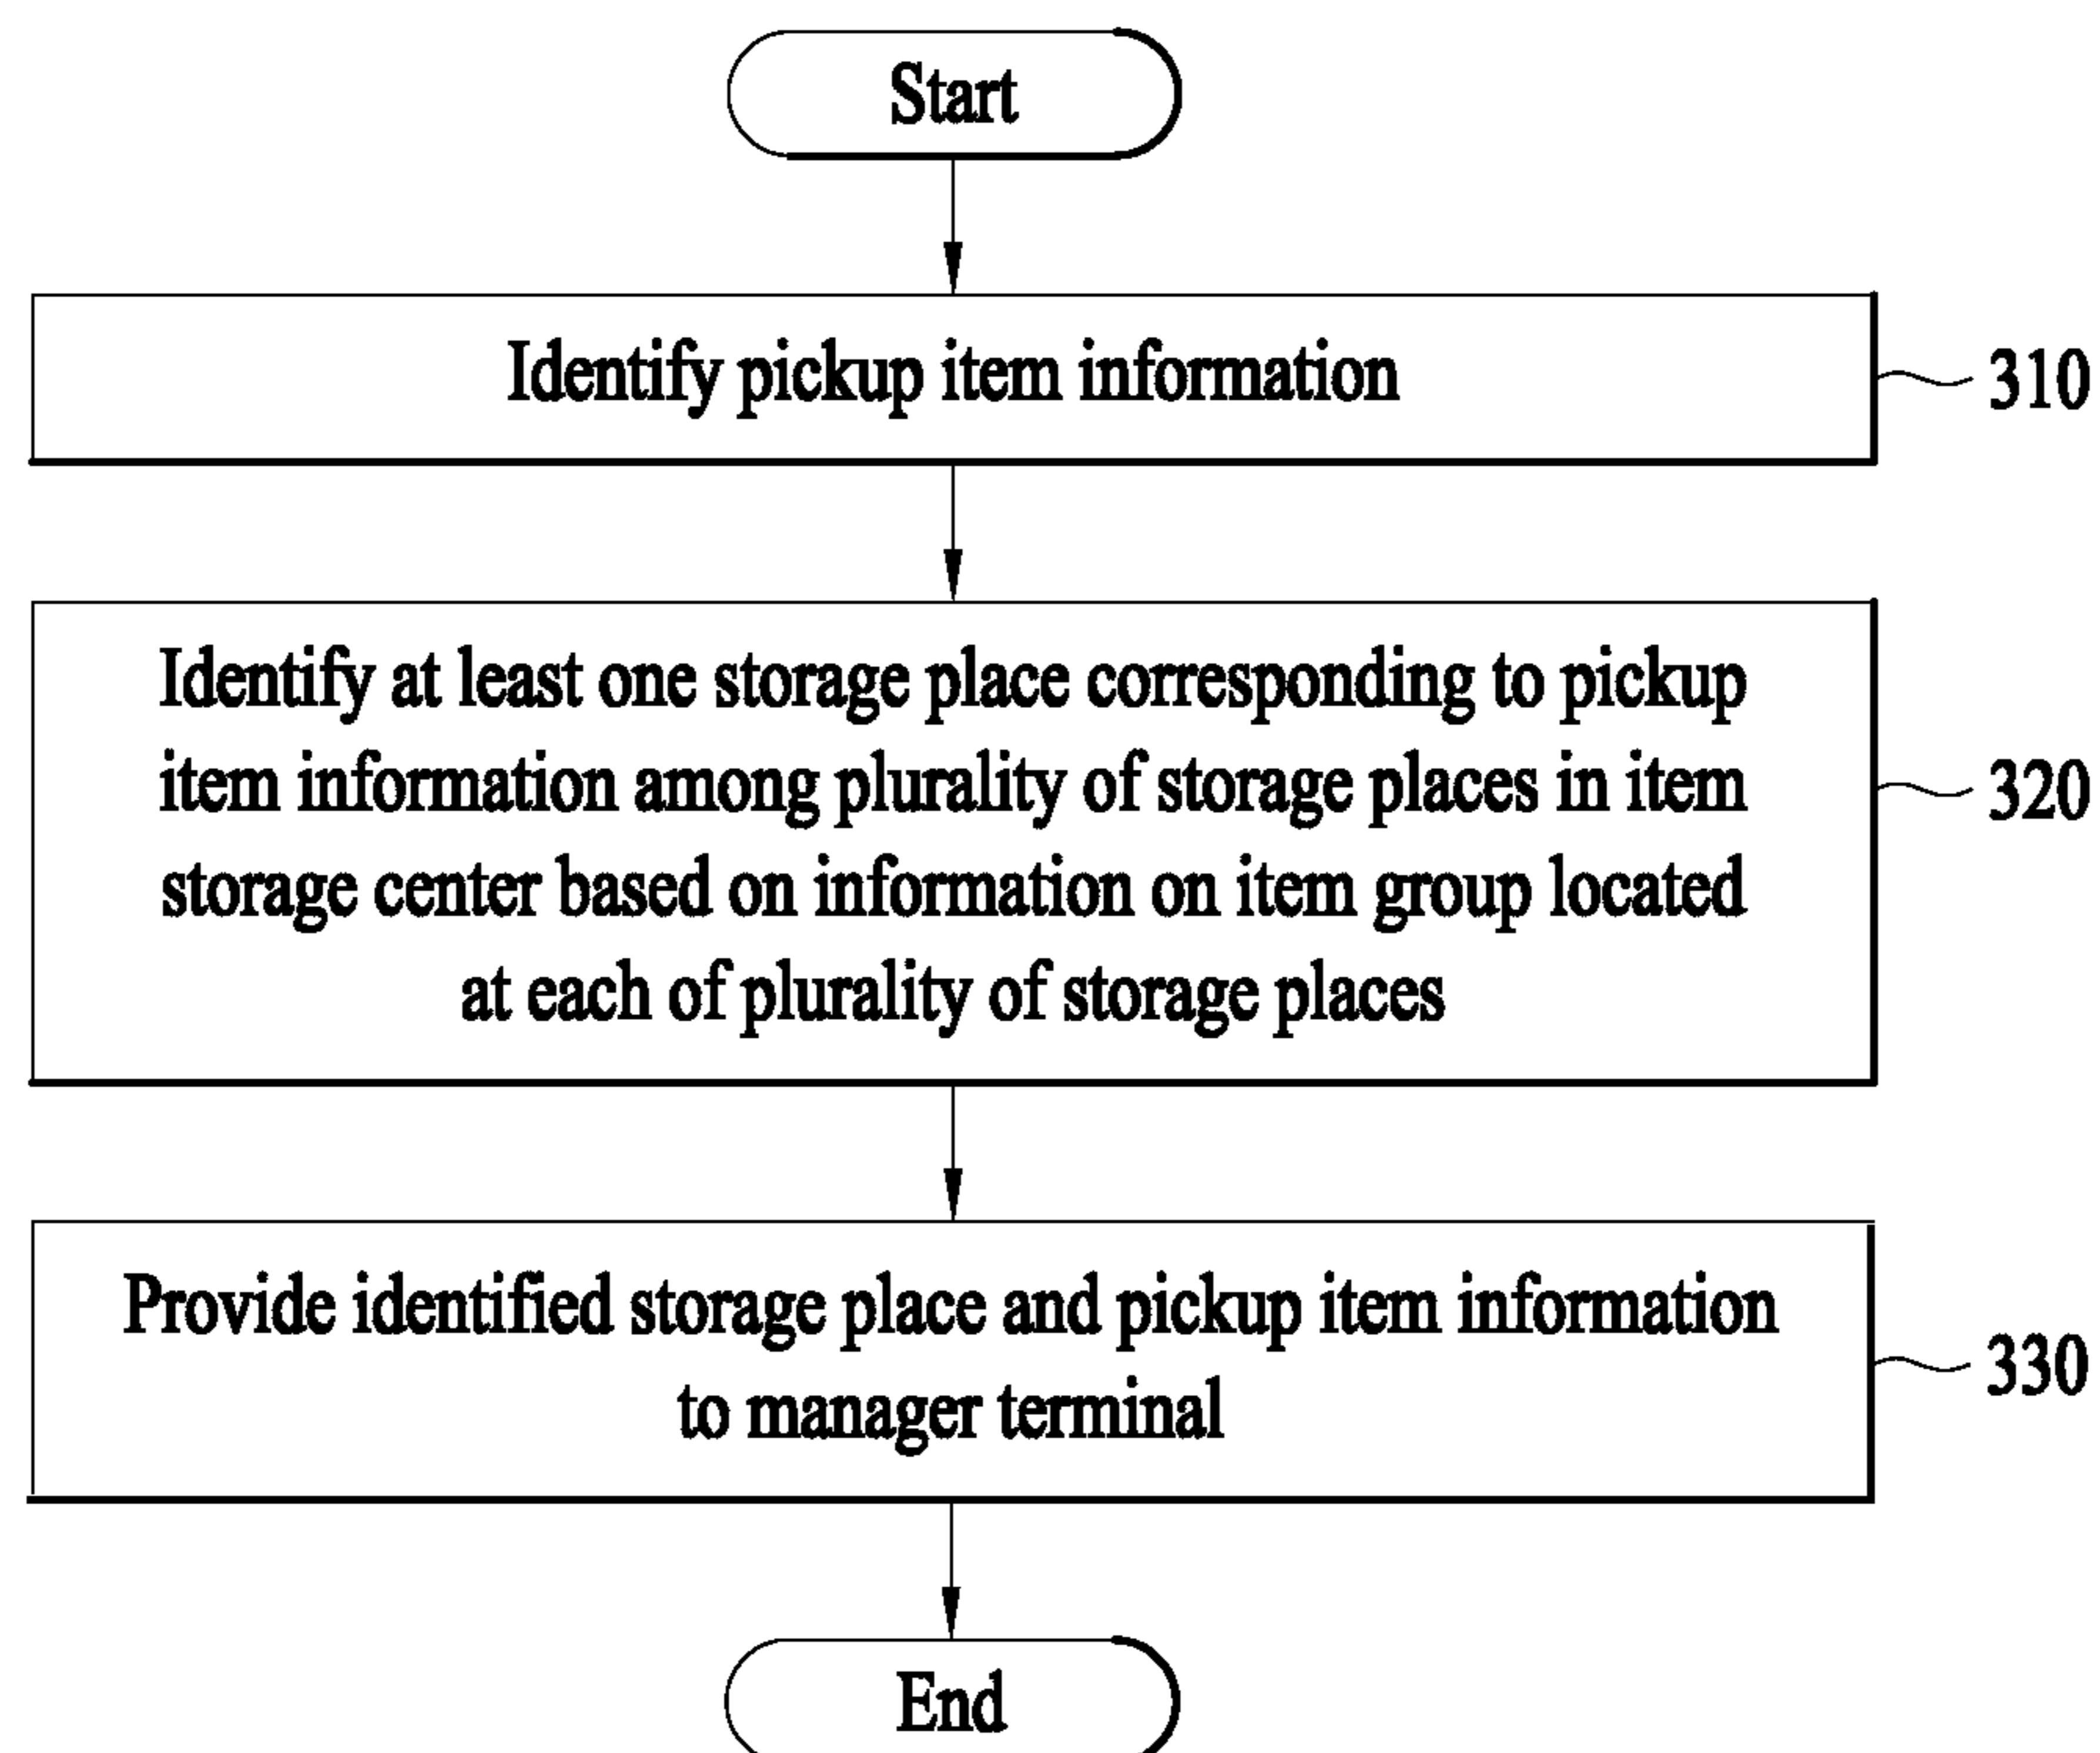 Start
Identify pickup item information
310
Identify at least one storage place corresponding to pickup
item information among plurality of storage places in item
storage center based on information on item group located
at each of plurality of storage places
320
Provide identified storage place and pickup item information
to manager terminal
330
End